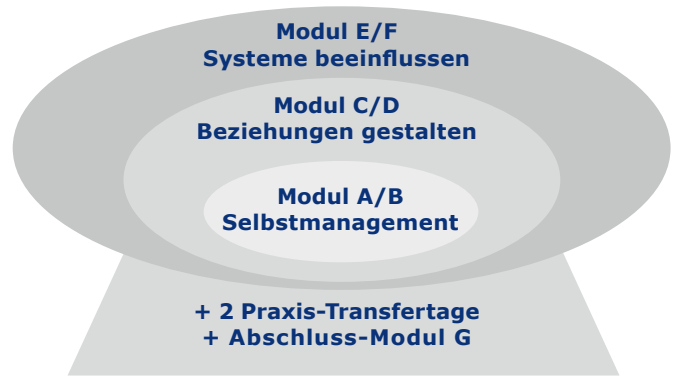 Modul E/F
Systeme beeinflussen
Modul C/D
Beziehungen gestalten
Modul A/B
Selbstmanagement
+ 2 Praxis-Transfertage
+ Abschluss-Modul G